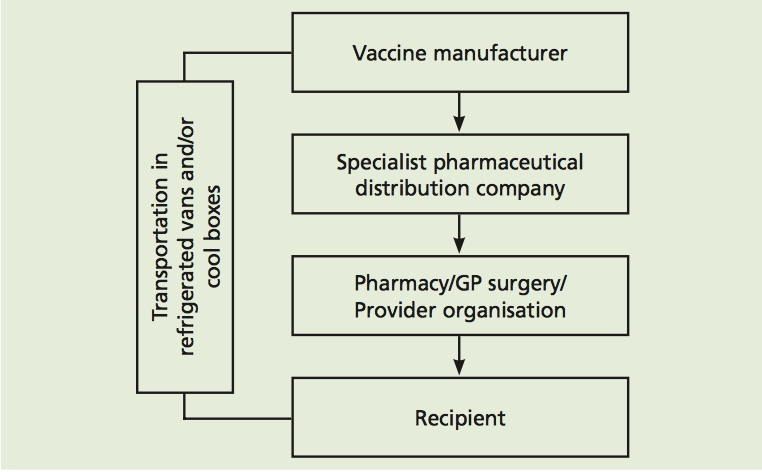 Vaccine manufacturer
Specialist pharmaceutical
distribution company
Pharmacy/GP surgery/
Provider organisation
Recipient
Transportation in
refrigerated vans and/or
cool boxes